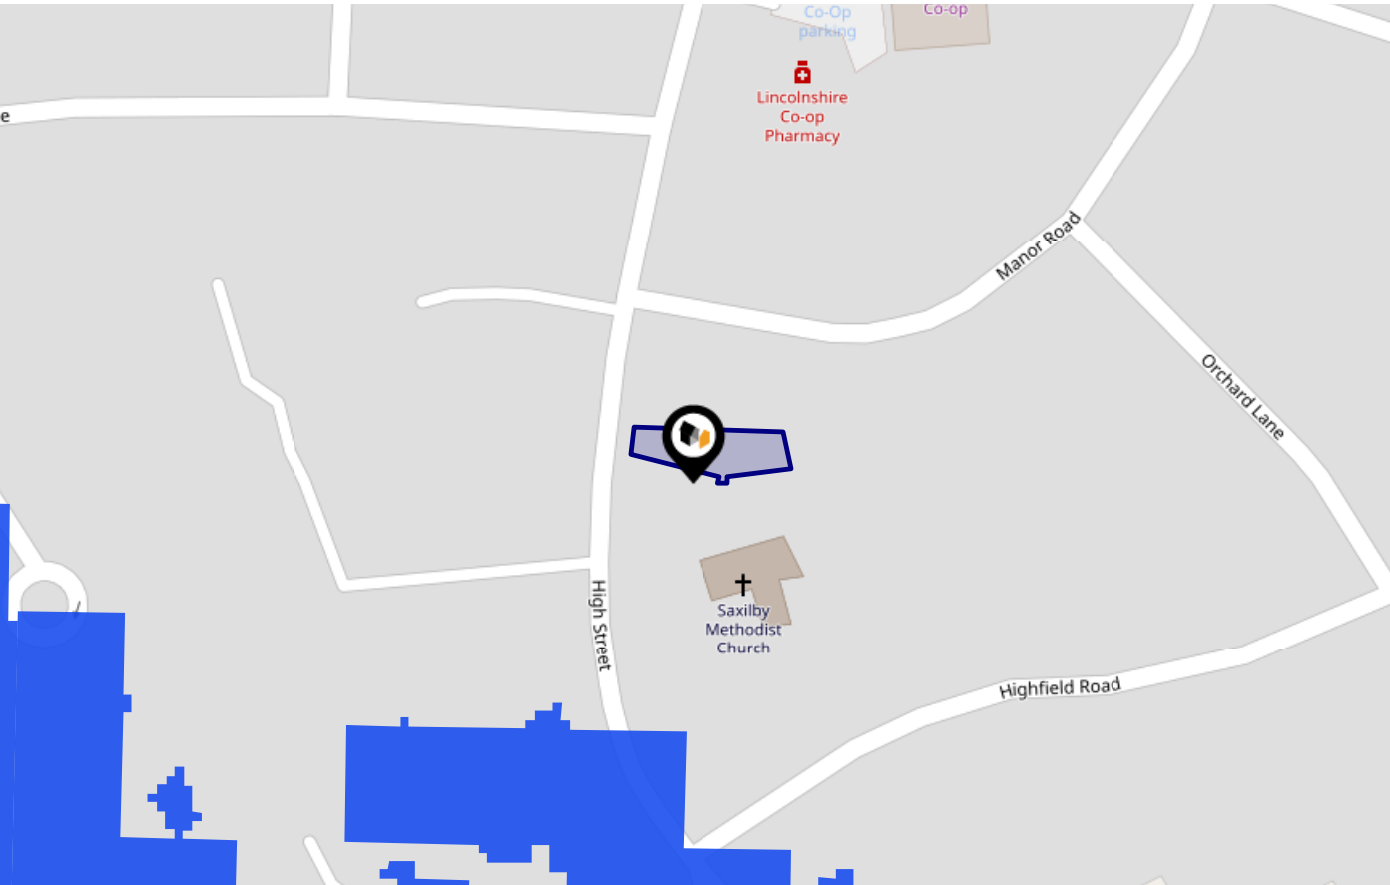 Co-Op
parking
Co-op
e
Lincolnshire
Co-op
Pharmacy
Manor Road
Orchard Lane
High Street
Saxilby
Methodist
Church
Highfield Road